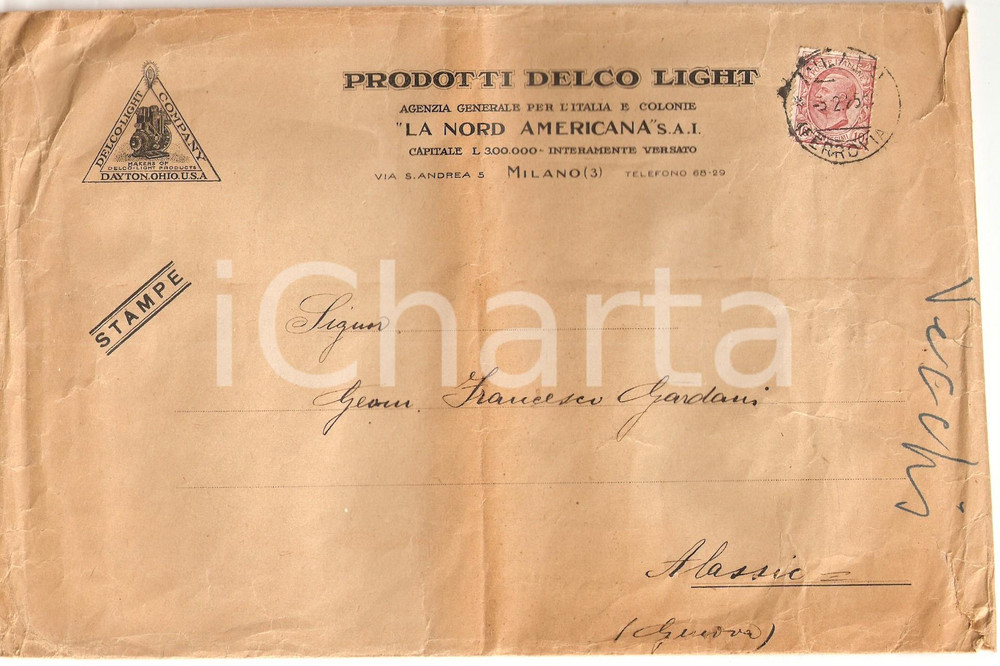 DELCO-LIGHT COMPANY
MAKERS OF
DELCO-LIGHT PRODUCTS
DAYTON, OHIO, U.S.A
PRODOTTI DELCO LIGHT
AGENZIA GENERALE PER L'ITALIA E COLONIE
"LA NORD AMERICANA" S.A.I.
CAPITALE L. 300.000 - INTERAMENTE VERSATO
VIA S. ANDREA 5 MILANO (3) TELEFONO 68-29
FERROVIA
STAMPE
iCharta
Signor
Geom. Francesco Gardani
Alassio =
(Genova)
Vecchi